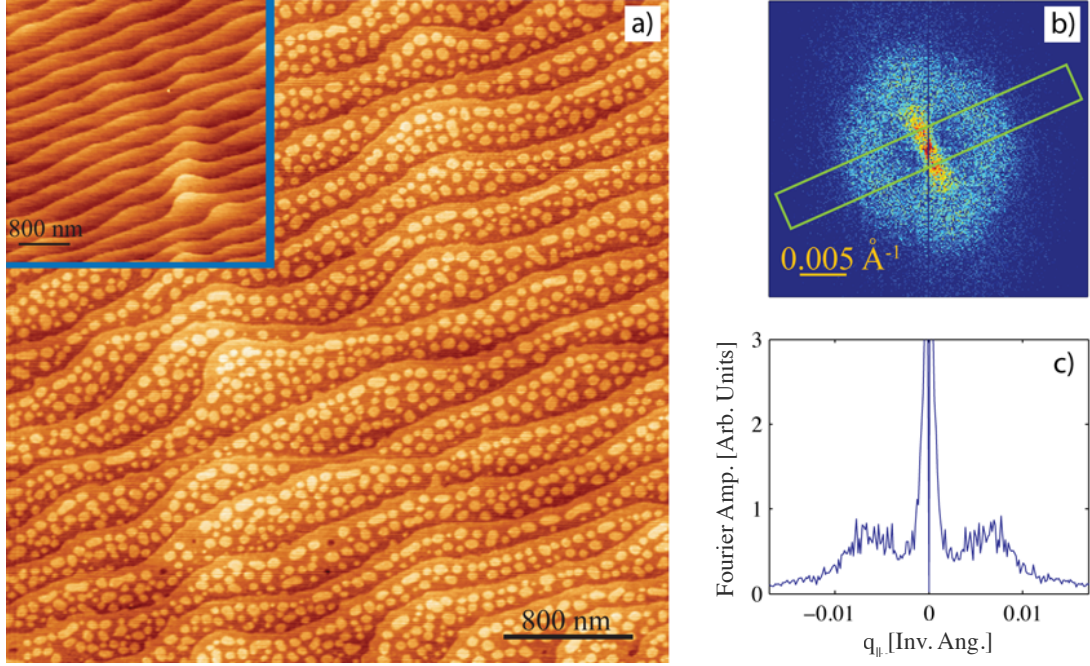 a)
800 nm
800 nm
b)
0.005 Å⁻¹
c)
Fourier Amp. [Arb. Units]
3
2
1
0
−0.01 0 0.01
q∥ [Inv. Ang.]